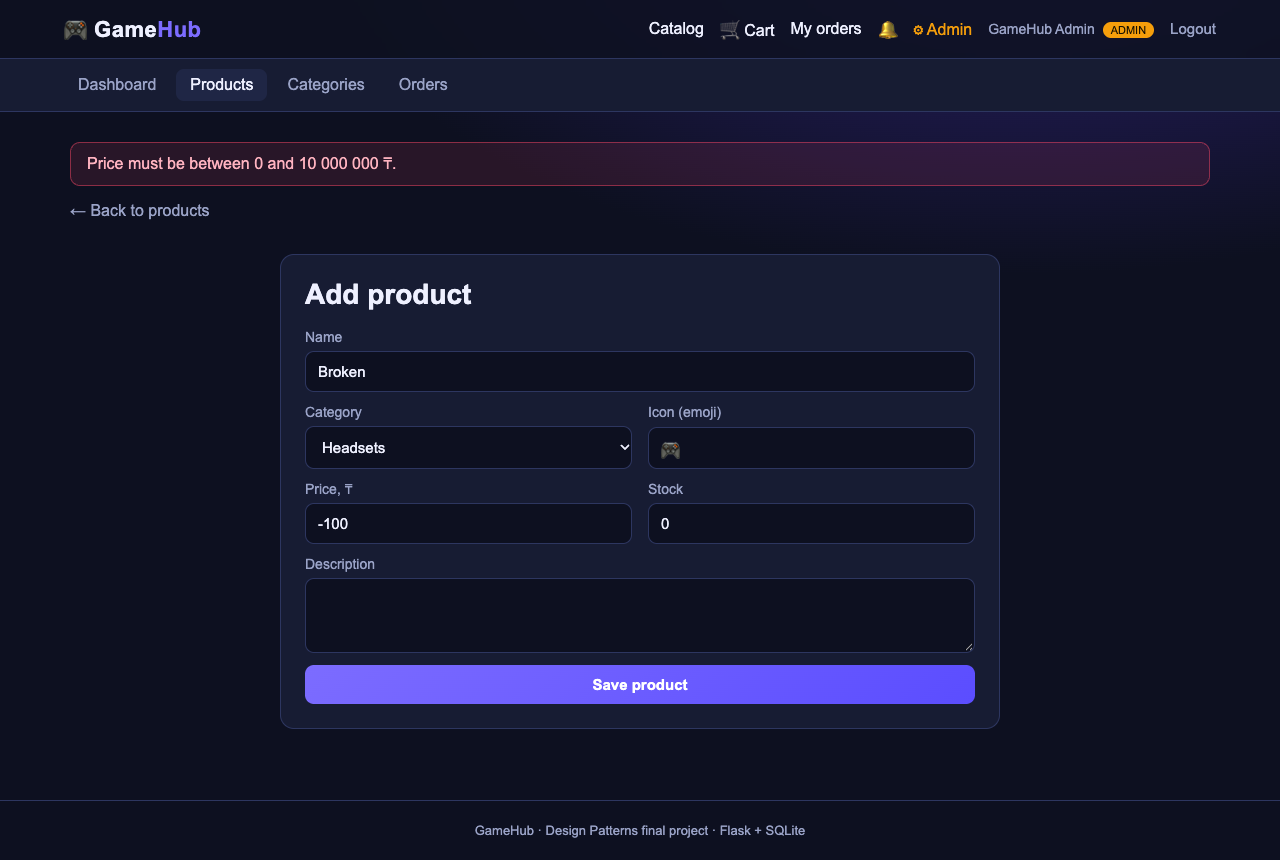 🎮 GameHub
Catalog 🛒 Cart My orders 🔔 ⚙ Admin GameHub Admin ADMIN Logout
Dashboard Products Categories Orders
Price must be between 0 and 10 000 000 ₸.
← Back to products
Add product
Name
Broken
Category Icon (emoji)
Headsets 🎮
Price, ₸ Stock
-100 0
Description
Save product
GameHub · Design Patterns final project · Flask + SQLite